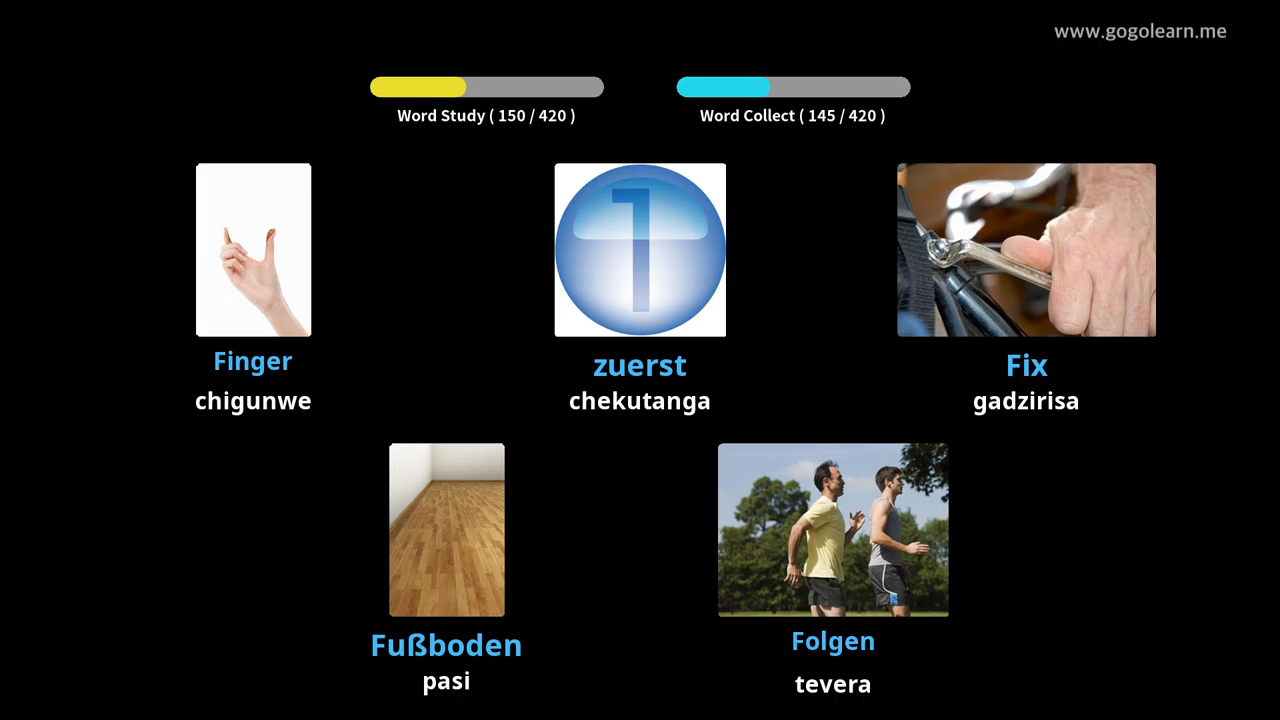 www.gogolearn.me
Word Study ( 150 / 420 )
Word Collect ( 145 / 420 )
1
Finger
chigunwe
zuerst
chekutanga
Fix
gadzirisa
Fußboden
pasi
Folgen
tevera